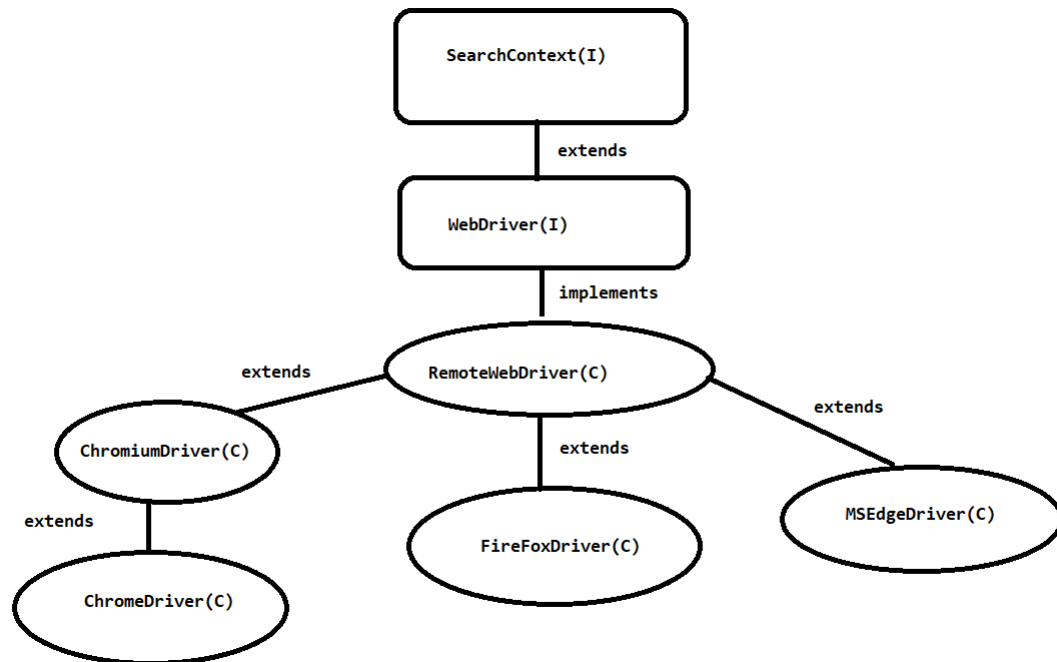 SearchContext(I)
extends
WebDriver(I)
implements
RemoteWebDriver(C)
extends
extends
extends
ChromiumDriver(C)
MSEdgeDriver(C)
extends
FireFoxDriver(C)
ChromeDriver(C)